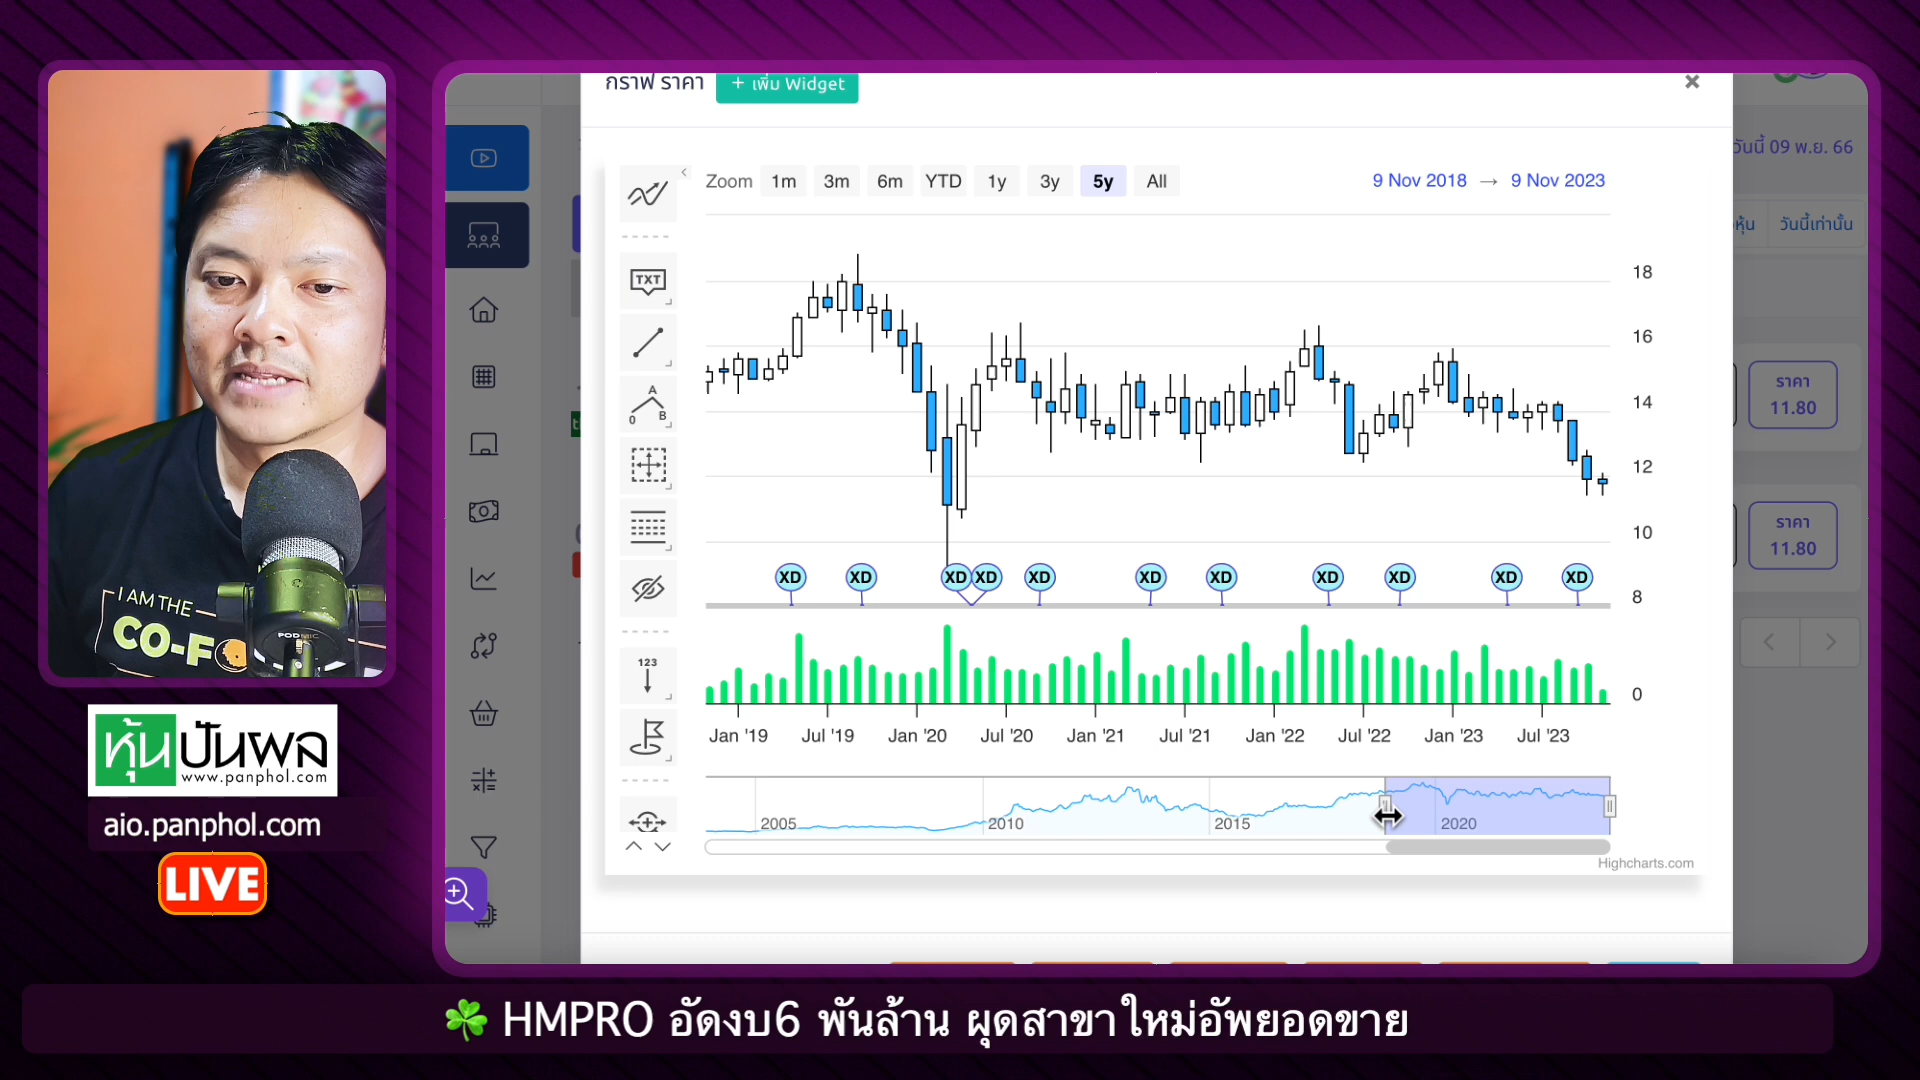 กราฟ ราคา
+ เพิ่ม Widget
วันนี้ 09 พ.ย. 66
Zoom 1m 3m 6m YTD 1y 3y 5y All
9 Nov 2018 → 9 Nov 2023
วันนี้เท่านั้น
TXT
A
0 B
123
18
16
14
12
10
8
0
ราคา
11.80
ราคา
11.80
XD XD XD XD XD XD XD XD XD XD XD
Jan '19 Jul '19 Jan '20 Jul '20 Jan '21 Jul '21 Jan '22 Jul '22 Jan '23 Jul '23
2005 2010 2015 2020
Highcharts.com
I AM THE
CO-FO
หุ้นปันผล
www.panphol.com
aio.panphol.com
LIVE
HMPRO อัดงบ6 พันล้าน ผุดสาขาใหม่อัพยอดขาย